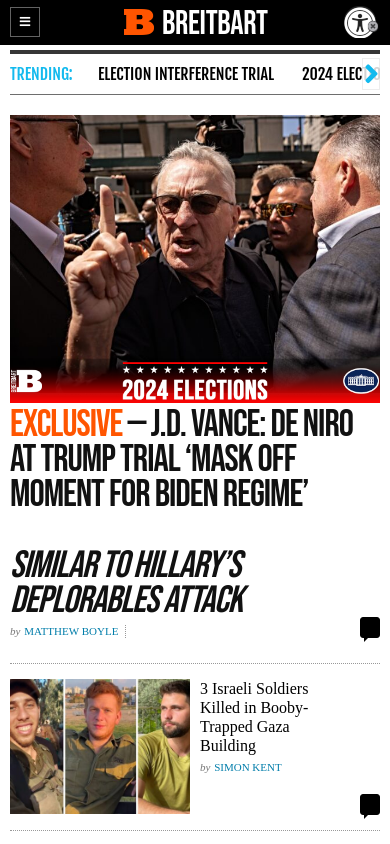 BREITBART
TRENDING: ELECTION INTERFERENCE TRIAL 2024 ELEC
BREITBART
2024 ELECTIONS
EXCLUSIVE — J.D. VANCE: DE NIRO
AT TRUMP TRIAL ‘MASK OFF
MOMENT FOR BIDEN REGIME’
SIMILAR TO HILLARY’S
DEPLORABLES ATTACK
by MATTHEW BOYLE
3 Israeli Soldiers
Killed in Booby-
Trapped Gaza
Building
by SIMON KENT